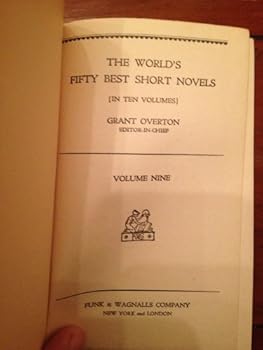 THE WORLD'S
FIFTY BEST SHORT NOVELS
[IN TEN VOLUMES]
GRANT OVERTON
EDITOR-IN-CHIEF
VOLUME NINE
FUNK & WAGNALLS COMPANY
NEW YORK and LONDON